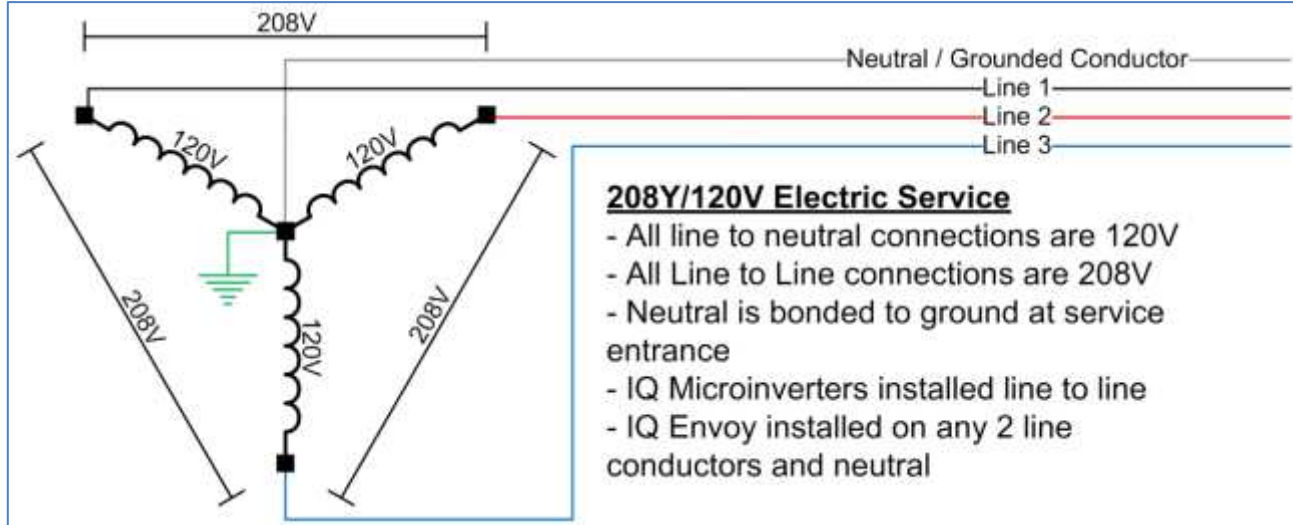 208V
Neutral / Grounded Conductor
Line 1
Line 2
Line 3
120V
120V
208V
120V
208V
208Y/120V Electric Service
- All line to neutral connections are 120V
- All Line to Line connections are 208V
- Neutral is bonded to ground at service
entrance
- IQ Microinverters installed line to line
- IQ Envoy installed on any 2 line
conductors and neutral